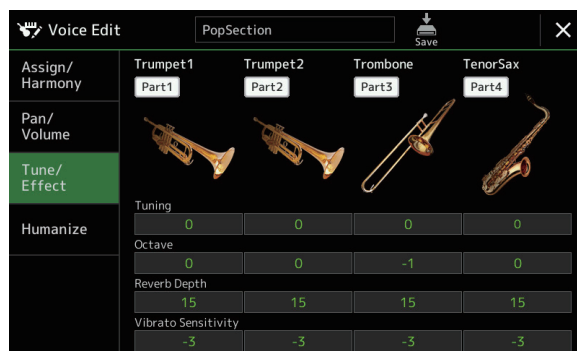 Voice Edit
PopSection
Save
Assign/
Harmony
Pan/
Volume
Tune/
Effect
Humanize
Trumpet1 Trumpet2 Trombone TenorSax
Part1 Part2 Part3 Part4
Tuning
0 0 0 0
Octave
0 0 -1 0
Reverb Depth
15 15 15 15
Vibrato Sensitivity
-3 -3 -3 -3